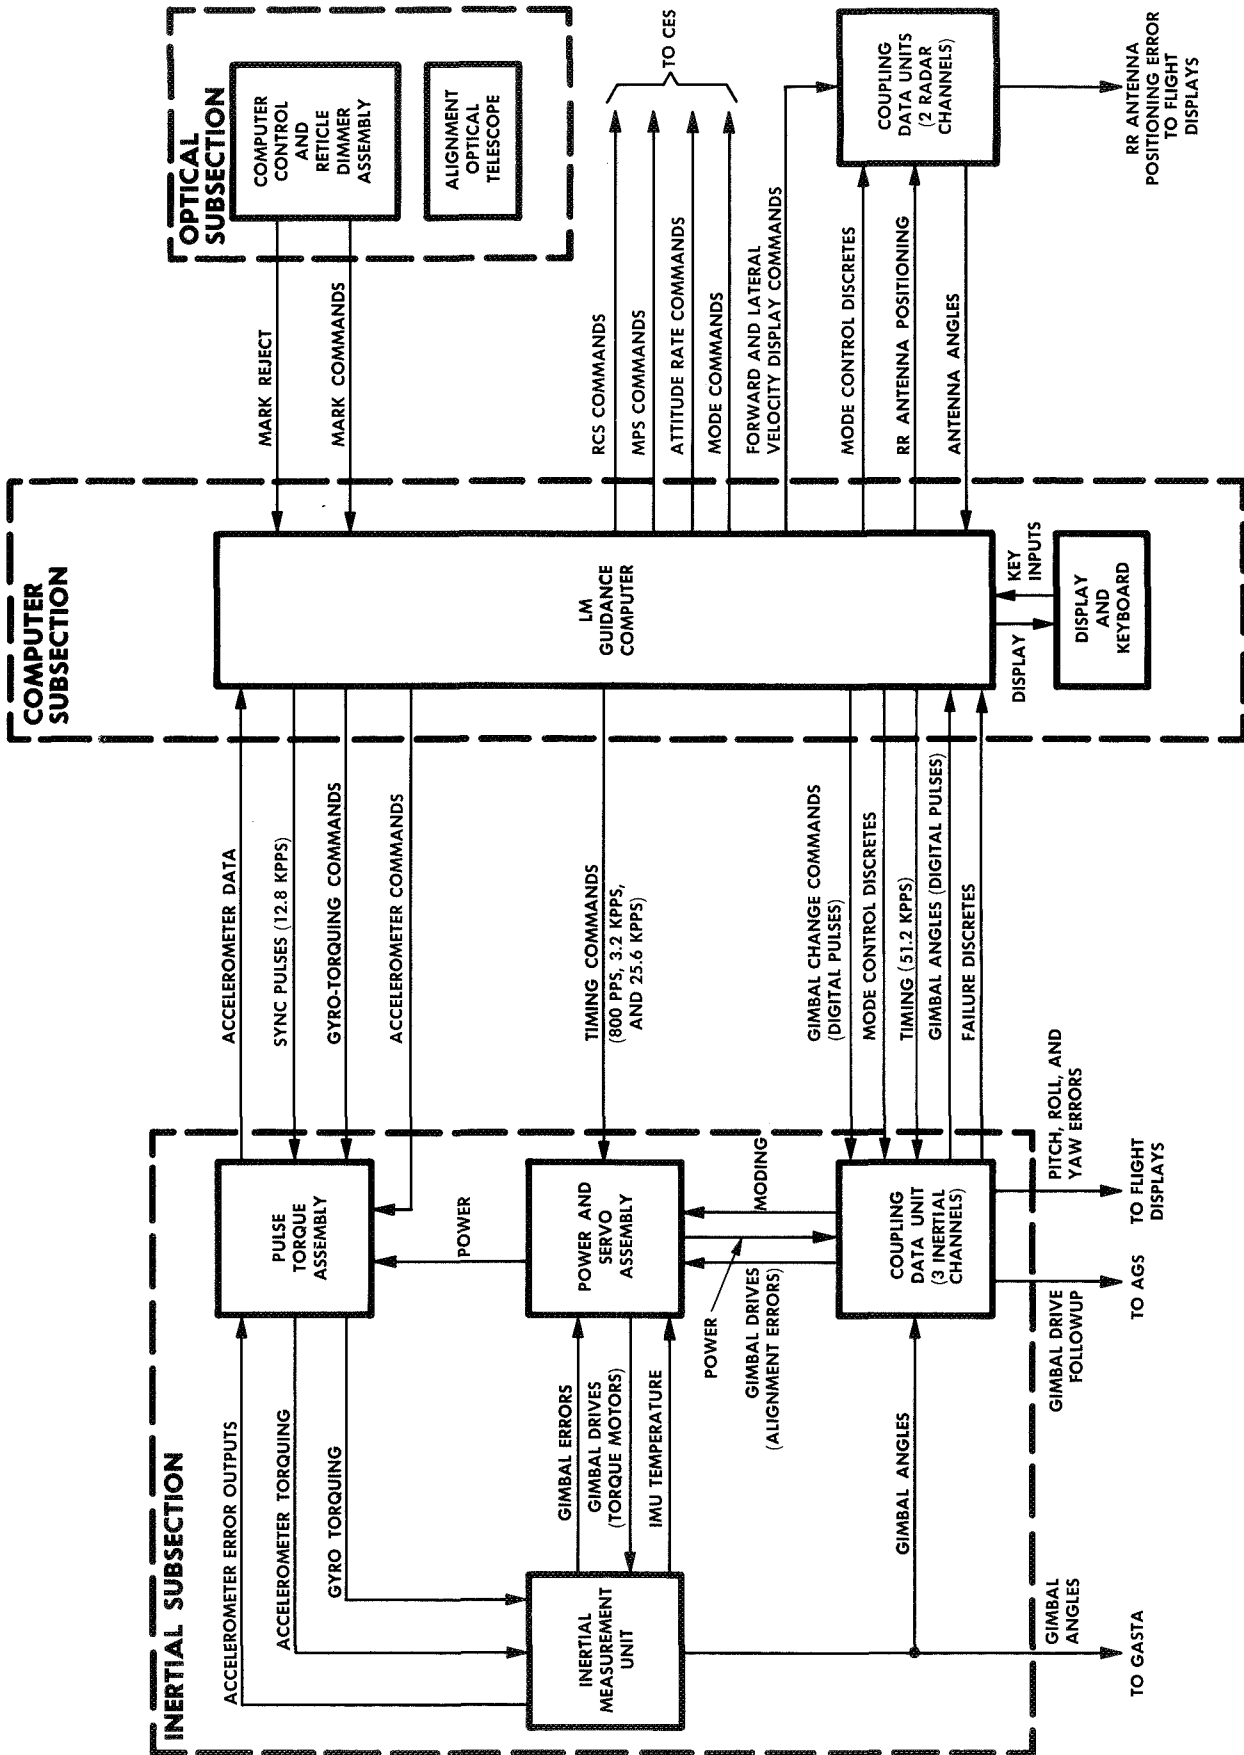 INERTIAL SUBSECTION
ACCELEROMETER ERROR OUTPUTS
ACCELEROMETER TORQUING
GYRO TORQUING
INERTIAL
MEASUREMENT
UNIT
GIMBAL ERRORS
GIMBAL DRIVES
(TORQUE MOTORS)
IMU TEMPERATURE
GIMBAL ANGLES
GIMBAL
ANGLES
TO GASTA
PULSE
TORQUE
ASSEMBLY
POWER
POWER AND
SERVO
ASSEMBLY
MODING
POWER
GIMBAL DRIVES
(ALIGNMENT ERRORS)
COUPLING
DATA UNIT
(3 INERTIAL
CHANNELS)
GIMBAL DRIVE
FOLLOWUP
TO AGS
PITCH, ROLL, AND
YAW ERRORS
TO FLIGHT
DISPLAYS
ACCELEROMETER DATA
SYNC PULSES (12.8 KPPS)
GYRO-TORQUING COMMANDS
ACCELEROMETER COMMANDS
TIMING COMMANDS
(800 PPS, 3.2 KPPS,
AND 25.6 KPPS)
GIMBAL CHANGE COMMANDS
(DIGITAL PULSES)
MODE CONTROL DISCRETES
TIMING (51.2 KPPS)
GIMBAL ANGLES (DIGITAL PULSES)
FAILURE DISCRETES
COMPUTER
SUBSECTION
LM
GUIDANCE
COMPUTER
DISPLAY
KEY
INPUTS
DISPLAY
AND
KEYBOARD
MARK REJECT
MARK COMMANDS
RCS COMMANDS
MPS COMMANDS
ATTITUDE RATE COMMANDS
MODE COMMANDS
TO CES
FORWARD AND LATERAL
VELOCITY DISPLAY COMMANDS
MODE CONTROL DISCRETES
RR ANTENNA POSITIONING
ANTENNA ANGLES
OPTICAL
SUBSECTION
COMPUTER
CONTROL
AND
RETICLE
DIMMER
ASSEMBLY
ALIGNMENT
OPTICAL
TELESCOPE
COUPLING
DATA UNITS
(2 RADAR
CHANNELS)
RR ANTENNA
POSITIONING ERROR
TO FLIGHT
DISPLAYS